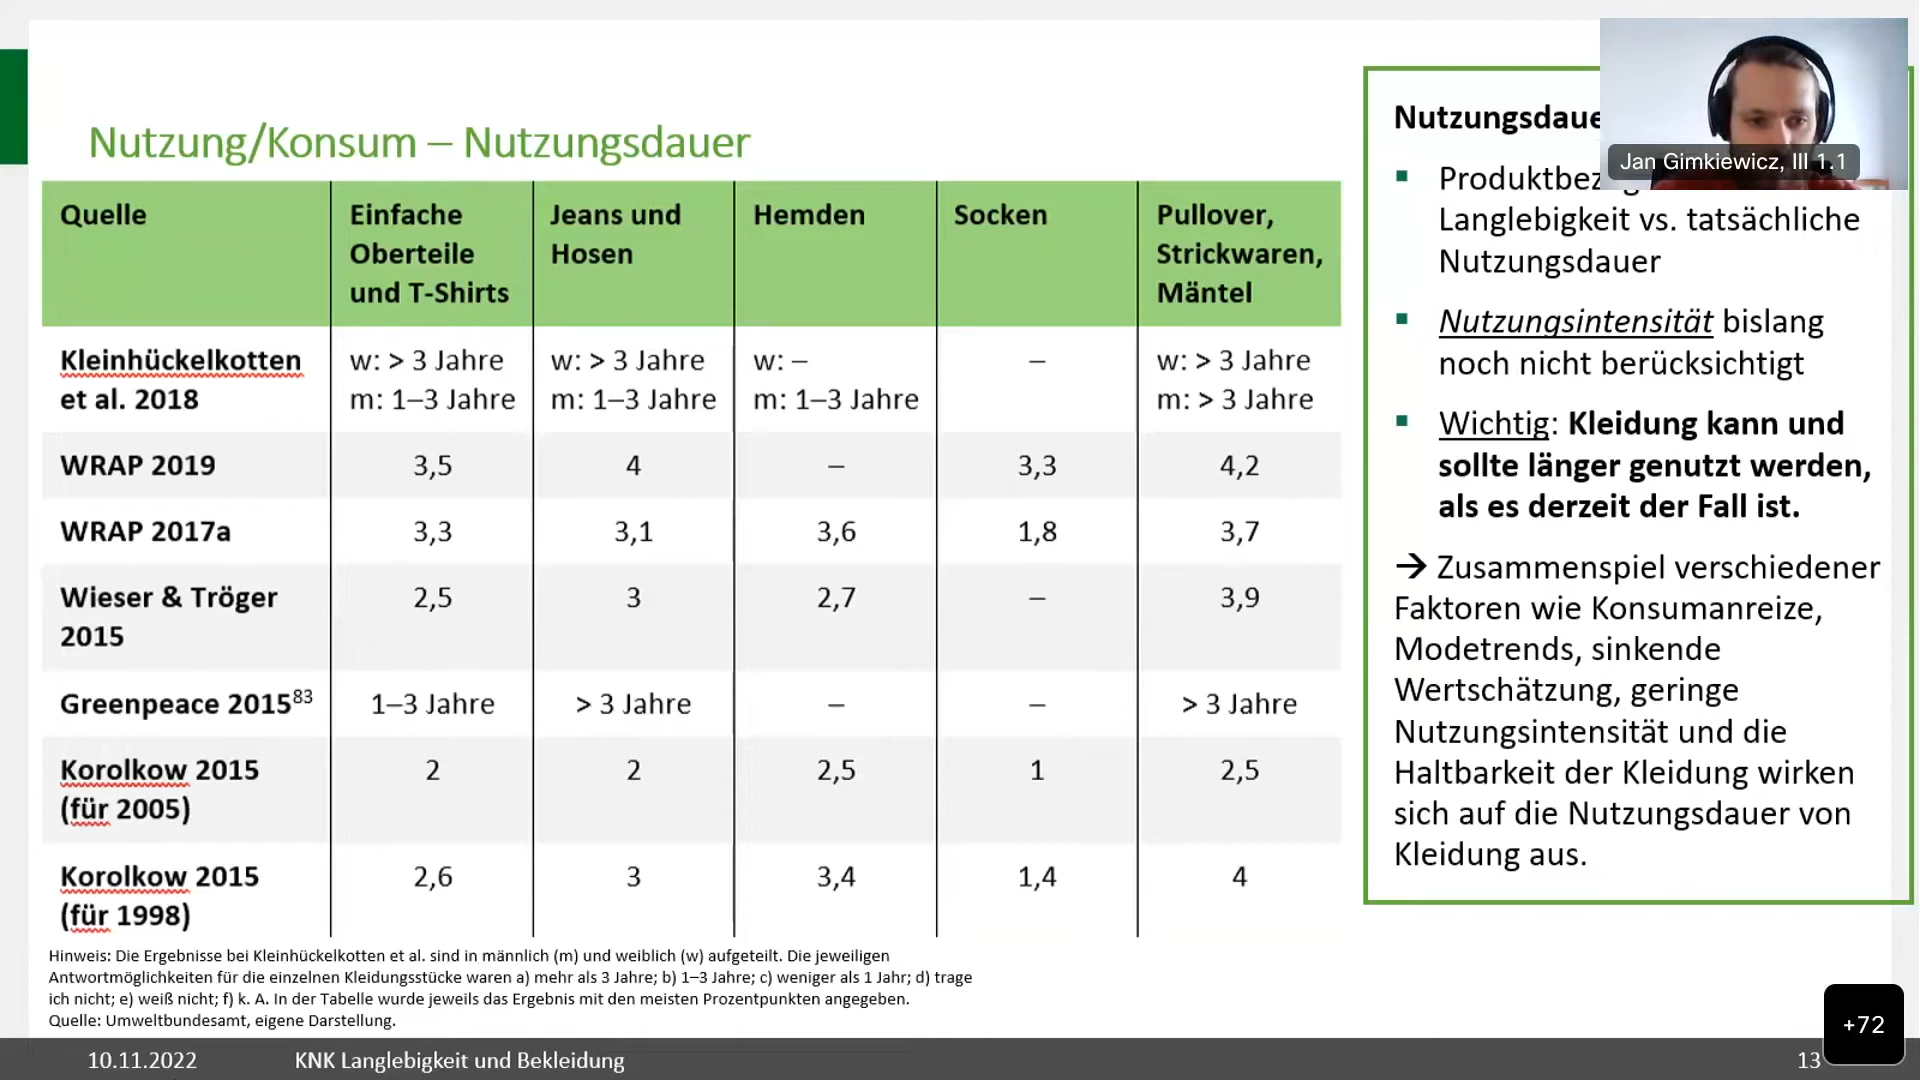 Nutzung/Konsum – Nutzungsdauer
Quelle
Einfache
Oberteile
und T-Shirts
Jeans und
Hosen
Hemden
Socken
Pullover,
Strickwaren,
Mäntel
Kleinhückelkotten
et al. 2018
w: > 3 Jahre
m: 1–3 Jahre
w: > 3 Jahre
m: 1–3 Jahre
w: –
m: 1–3 Jahre
–
w: > 3 Jahre
m: > 3 Jahre
WRAP 2019
3,5
4
–
3,3
4,2
WRAP 2017a
3,3
3,1
3,6
1,8
3,7
Wieser & Tröger
2015
2,5
3
2,7
–
3,9
Greenpeace 2015⁸³
1–3 Jahre
> 3 Jahre
–
–
> 3 Jahre
Korolkow 2015
(für 2005)
2
2
2,5
1
2,5
Korolkow 2015
(für 1998)
2,6
3
3,4
1,4
4
Hinweis: Die Ergebnisse bei Kleinhückelkotten et al. sind in männlich (m) und weiblich (w) aufgeteilt. Die jeweiligen
Antwortmöglichkeiten für die einzelnen Kleidungsstücke waren a) mehr als 3 Jahre; b) 1–3 Jahre; c) weniger als 1 Jahr; d) trage
ich nicht; e) weiß nicht; f) k. A. In der Tabelle wurde jeweils das Ergebnis mit den meisten Prozentpunkten angegeben.
Quelle: Umweltbundesamt, eigene Darstellung.
Jan Gimkiewicz, III 1.1
▪ Langlebigkeit vs. tatsächliche
Nutzungsdauer
▪ Nutzungsintensität bislang
noch nicht berücksichtigt
▪ Wichtig: Kleidung kann und
sollte länger genutzt werden,
als es derzeit der Fall ist.
→ Zusammenspiel verschiedener
Faktoren wie Konsumanreize,
Modetrends, sinkende
Wertschätzung, geringe
Nutzungsintensität und die
Haltbarkeit der Kleidung wirken
sich auf die Nutzungsdauer von
Kleidung aus.
+72
10.11.2022
KNK Langlebigkeit und Bekleidung
13